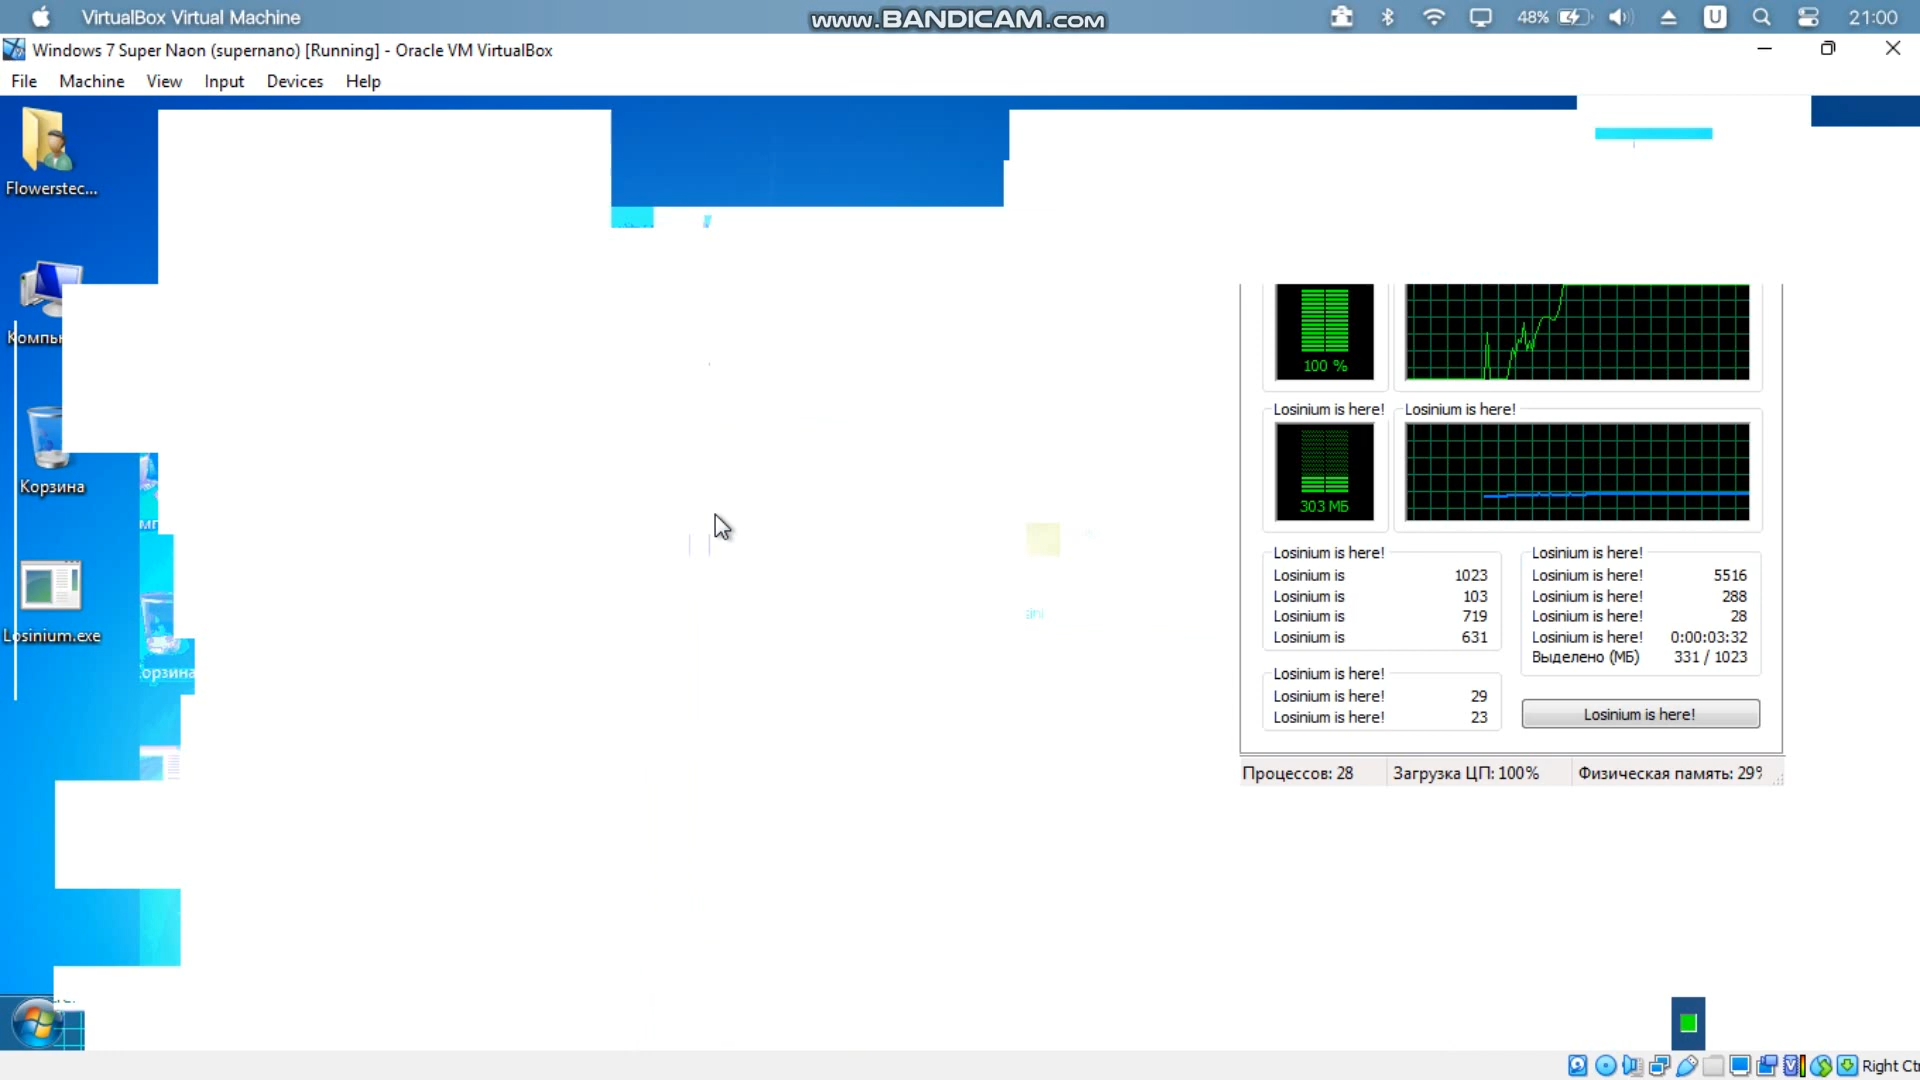 VirtualBox Virtual Machine
www.BANDICAM.com
48%
U
21:00
Windows 7 Super Naon (supernano) [Running] - Oracle VM VirtualBox
File Machine View Input Devices Help
Flowerstec...
Компь
Корзина
Losinium.exe
орзина
100 %
Losinium is here! Losinium is here!
303 МБ
Losinium is here!
Losinium is 1023
Losinium is 103
Losinium is 719
Losinium is 631
Losinium is here!
Losinium is here! 5516
Losinium is here! 288
Losinium is here! 28
Losinium is here! 0:00:03:32
Выделено (МБ) 331 / 1023
Losinium is here!
Losinium is here! 29
Losinium is here! 23
Losinium is here!
Процессов: 28 Загрузка ЦП: 100% Физическая память: 29%
Right Ct